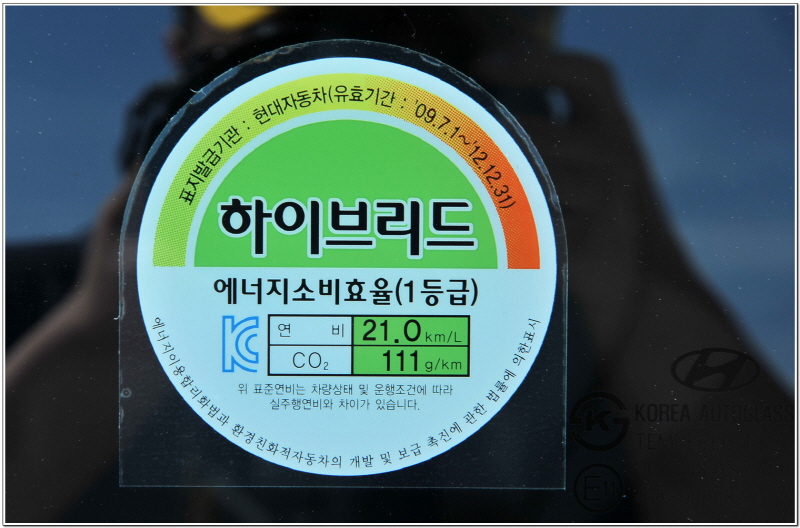 표지발급기관 : 현대자동차(유효기간 : '09.7.1~'12.12.31)
하이브리드
에너지소비효율(1등급)
연 비 21.0 km/L
CO₂ 111 g/km
위 표준연비는 차량상태 및 운행조건에 따라
실주행연비와 차이가 있습니다.
에너지이용합리화법과 환경친화적자동차의 개발 및 보급 촉진에 관한 법률에 의한표시
KOREA AUTOGLASS
E11